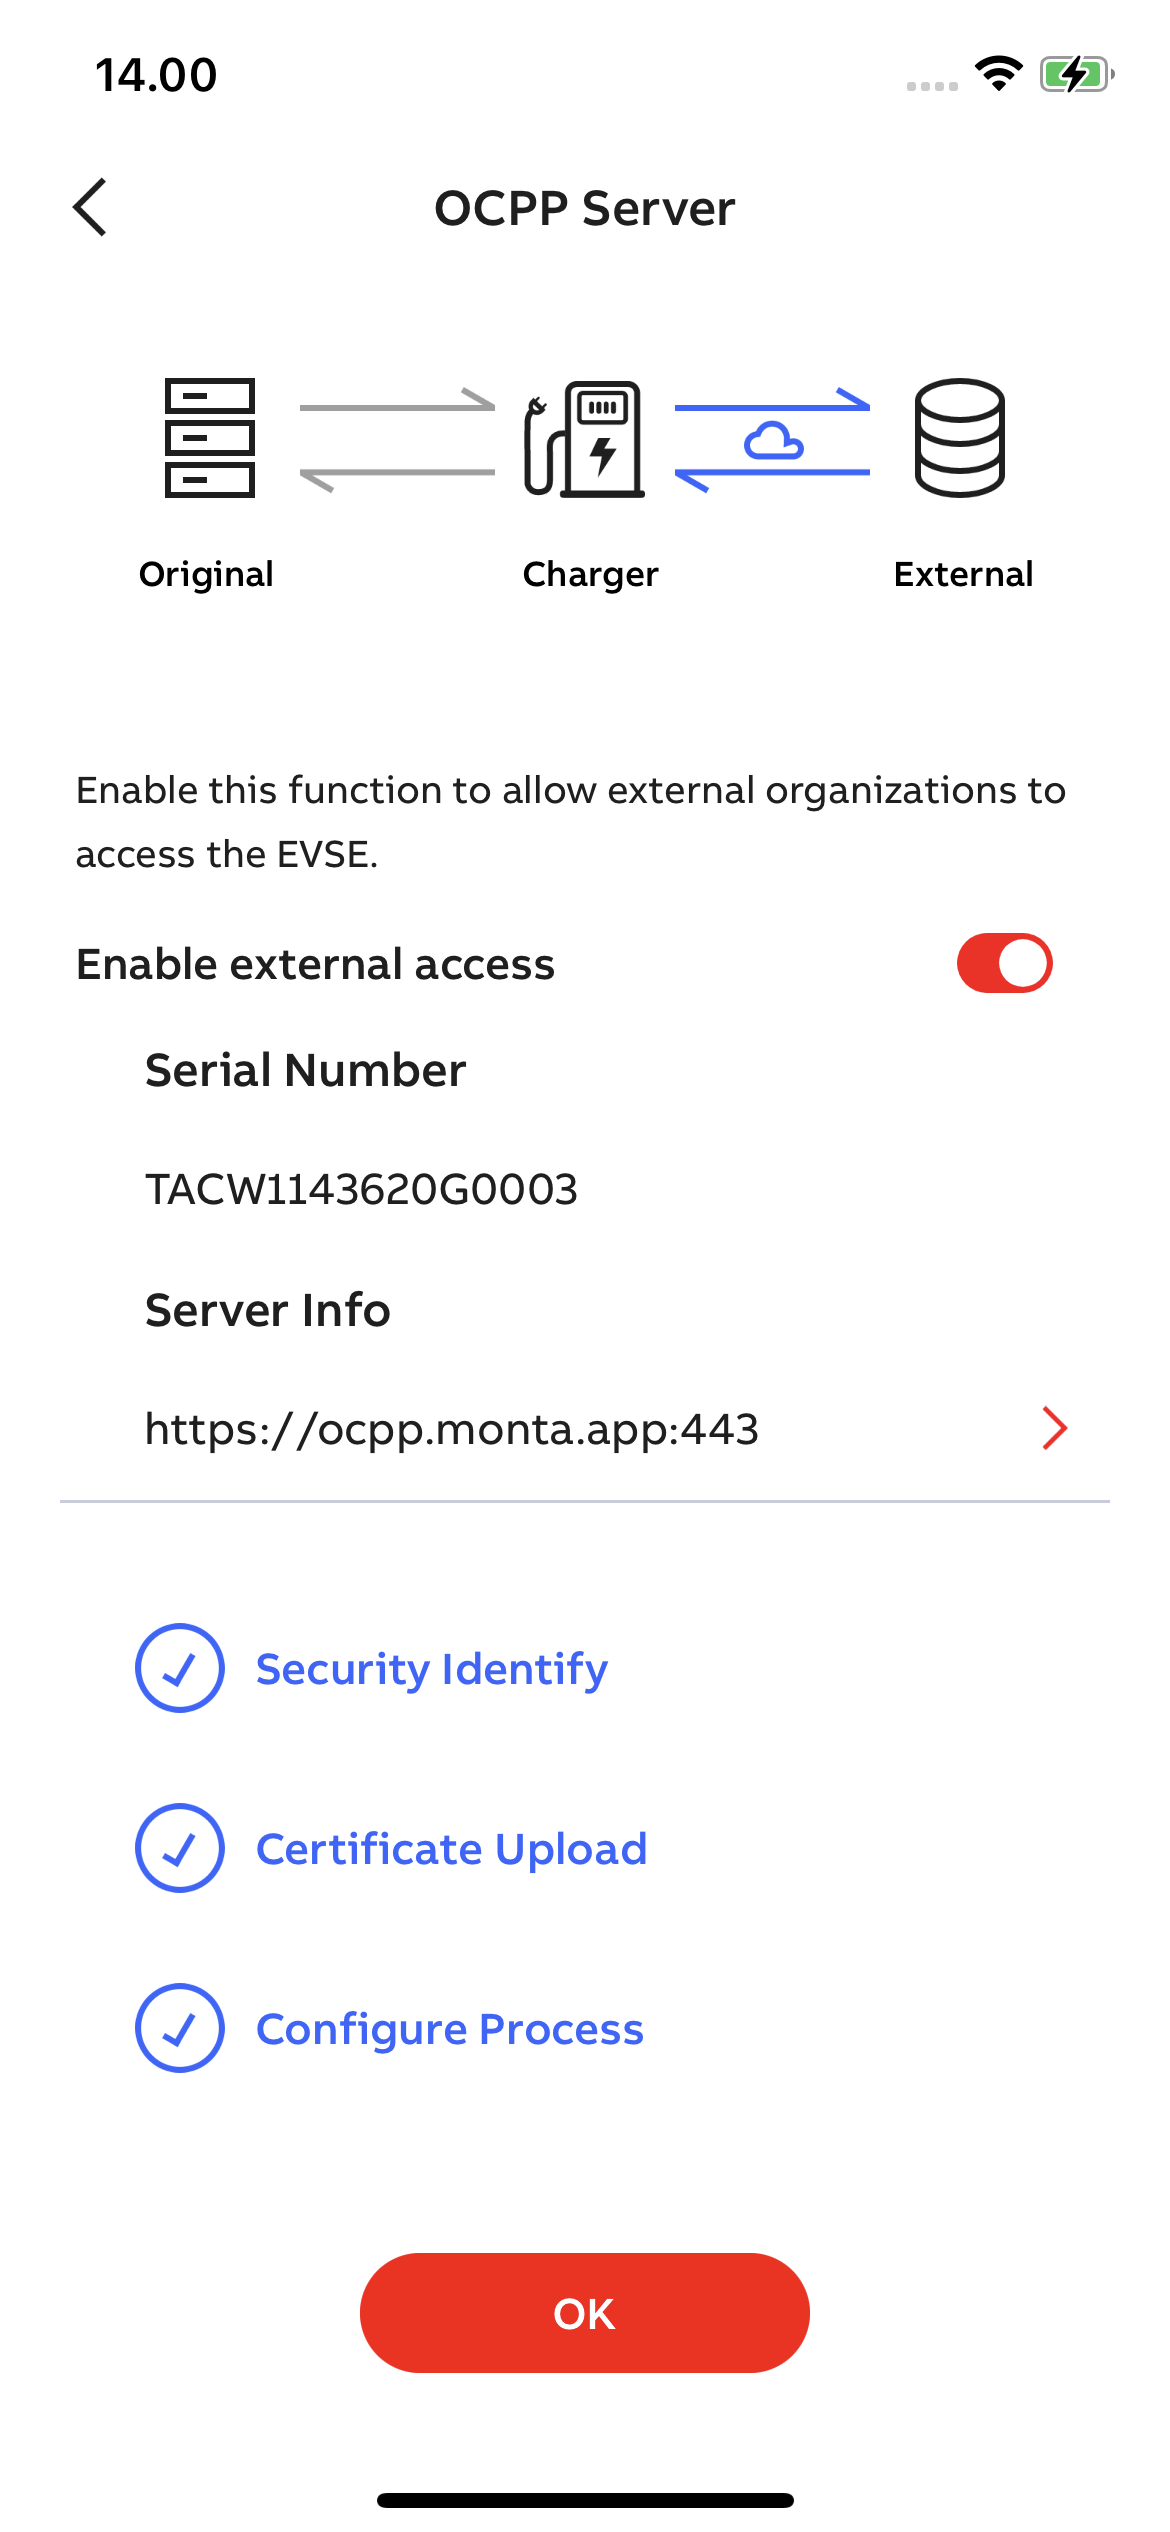 14.00
OCPP Server
Original
Charger
External
Enable this function to allow external organizations to
access the EVSE.
Enable external access
Serial Number
TACW1143620G0003
Server Info
https://ocpp.monta.app:443
Security Identify
Certificate Upload
Configure Process
OK